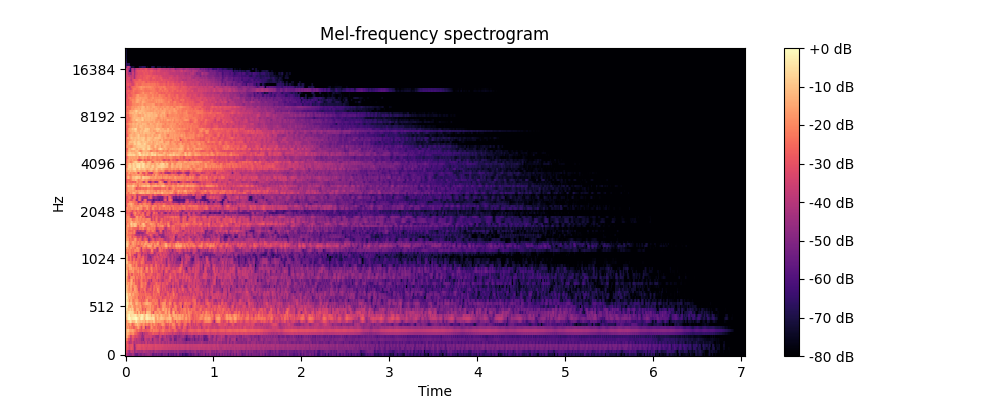 Mel-frequency spectrogram
Hz
16384
8192
4096
2048
1024
512
0
0 1 2 3 4 5 6 7
Time
+0 dB
-10 dB
-20 dB
-30 dB
-40 dB
-50 dB
-60 dB
-70 dB
-80 dB